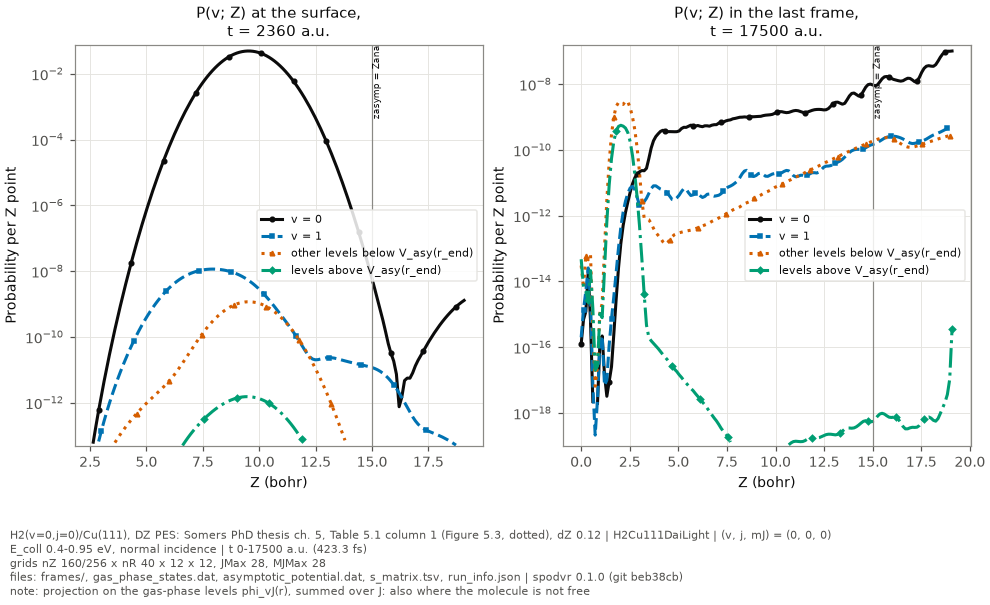 P(v; Z) at the surface,
t = 2360 a.u.
Probability per Z point
10⁻²
10⁻⁴
10⁻⁶
10⁻⁸
10⁻¹⁰
10⁻¹²
zasymp = Zana
v = 0
v = 1
other levels below V_asy(r_end)
levels above V_asy(r_end)
2.5 5.0 7.5 10.0 12.5 15.0 17.5
Z (bohr)
P(v; Z) in the last frame,
t = 17500 a.u.
Probability per Z point
10⁻⁸
10⁻¹⁰
10⁻¹²
10⁻¹⁴
10⁻¹⁶
10⁻¹⁸
zasymp = Zana
v = 0
v = 1
other levels below V_asy(r_end)
levels above V_asy(r_end)
0.0 2.5 5.0 7.5 10.0 12.5 15.0 17.5 20.0
Z (bohr)
H2(v=0,j=0)/Cu(111), DZ PES: Somers PhD thesis ch. 5, Table 5.1 column 1 (Figure 5.3, dotted), dZ 0.12 | H2Cu111DaiLight | (v, j, mJ) = (0, 0, 0)
E_coll 0.4-0.95 eV, normal incidence | t 0-17500 a.u. (423.3 fs)
grids nZ 160/256 x nR 40 x 12 x 12, JMax 28, MJMax 28
files: frames/, gas_phase_states.dat, asymptotic_potential.dat, s_matrix.tsv, run_info.json | spodvr 0.1.0 (git beb38cb)
note: projection on the gas-phase levels phi_vJ(r), summed over J: also where the molecule is not free